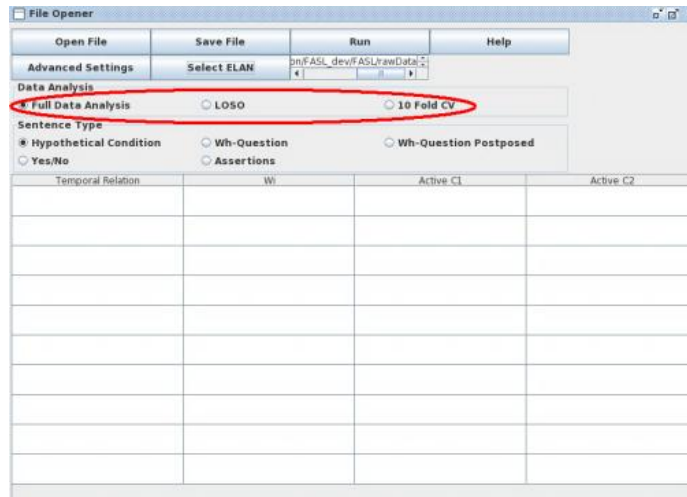 File Opener
Open File Save File Run Help
Advanced Settings Select ELAN on/FASL_dev/FASL/rawData
Data Analysis
Full Data Analysis LOSO 10 Fold CV
Sentence Type
Hypothetical Condition Wh-Question Wh-Question Postposed
Yes/No Assertions
Temporal Relation Wi Active C1 Active C2